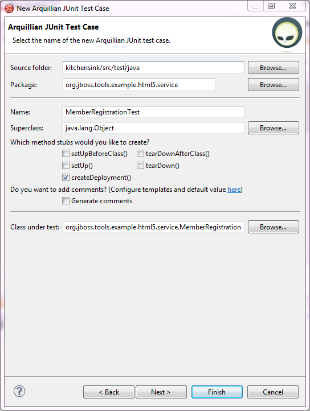 New Arquillian JUnit Test Case
Arquillian JUnit Test Case
Select the name of the new Arquillian JUnit test case.
Source folder: kitchensink/src/test/java Browse...
Package: org.jboss.tools.example.html5.service Browse...
Name: MemberRegistrationTest
Superclass: java.lang.Object Browse...
Which method stubs would you like to create?
setUpBeforeClass() tearDownAfterClass()
setUp() tearDown()
createDeployment()
Do you want to add comments? (Configure templates and default value here)
Generate comments
Class under test: org.jboss.tools.example.html5.service.MemberRegistration Browse...
? < Back Next > Finish Cancel